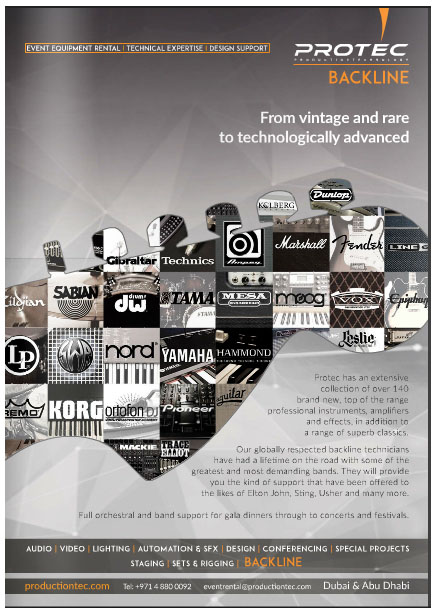 EVENT EQUIPMENT RENTAL | TECHNICAL EXPERTISE | DESIGN SUPPORT
PROTEC
PRODUCTIONTECHNOLOGY
BACKLINE
From vintage and rare
to technologically advanced
KOLBERG
Dunlop
Gibraltar
Technics
Ampeg
Marshall
Fender
LINE 6
Zildjian
SABIAN
drums
dw
TAMA
MESA
moog
VOX
Epiphone
LP
nord
YAMAHA
HAMMOND
Leslie
REMO
KORG
ortofon DJ
Pioneer
guitar
MACKIE
TRACE
ELLIOT
Protec has an extensive
collection of over 140
brand new, top of the range
professional instruments, amplifiers
and effects, in addition to
a range of superb classics.
Our globally respected backline technicians
have had a lifetime on the road with some of the
greatest and most demanding bands. They will provide
you the kind of support that have been offered to
the likes of Elton John, Sting, Usher and many more.
Full orchestral and band support for gala dinners through to concerts and festivals.
AUDIO | VIDEO | LIGHTING | AUTOMATION & SFX | DESIGN | CONFERENCING | SPECIAL PROJECTS
STAGING | SETS & RIGGING | BACKLINE
productiontec.com Tel: +971 4 880 0092 eventrental@productiontec.com Dubai & Abu Dhabi